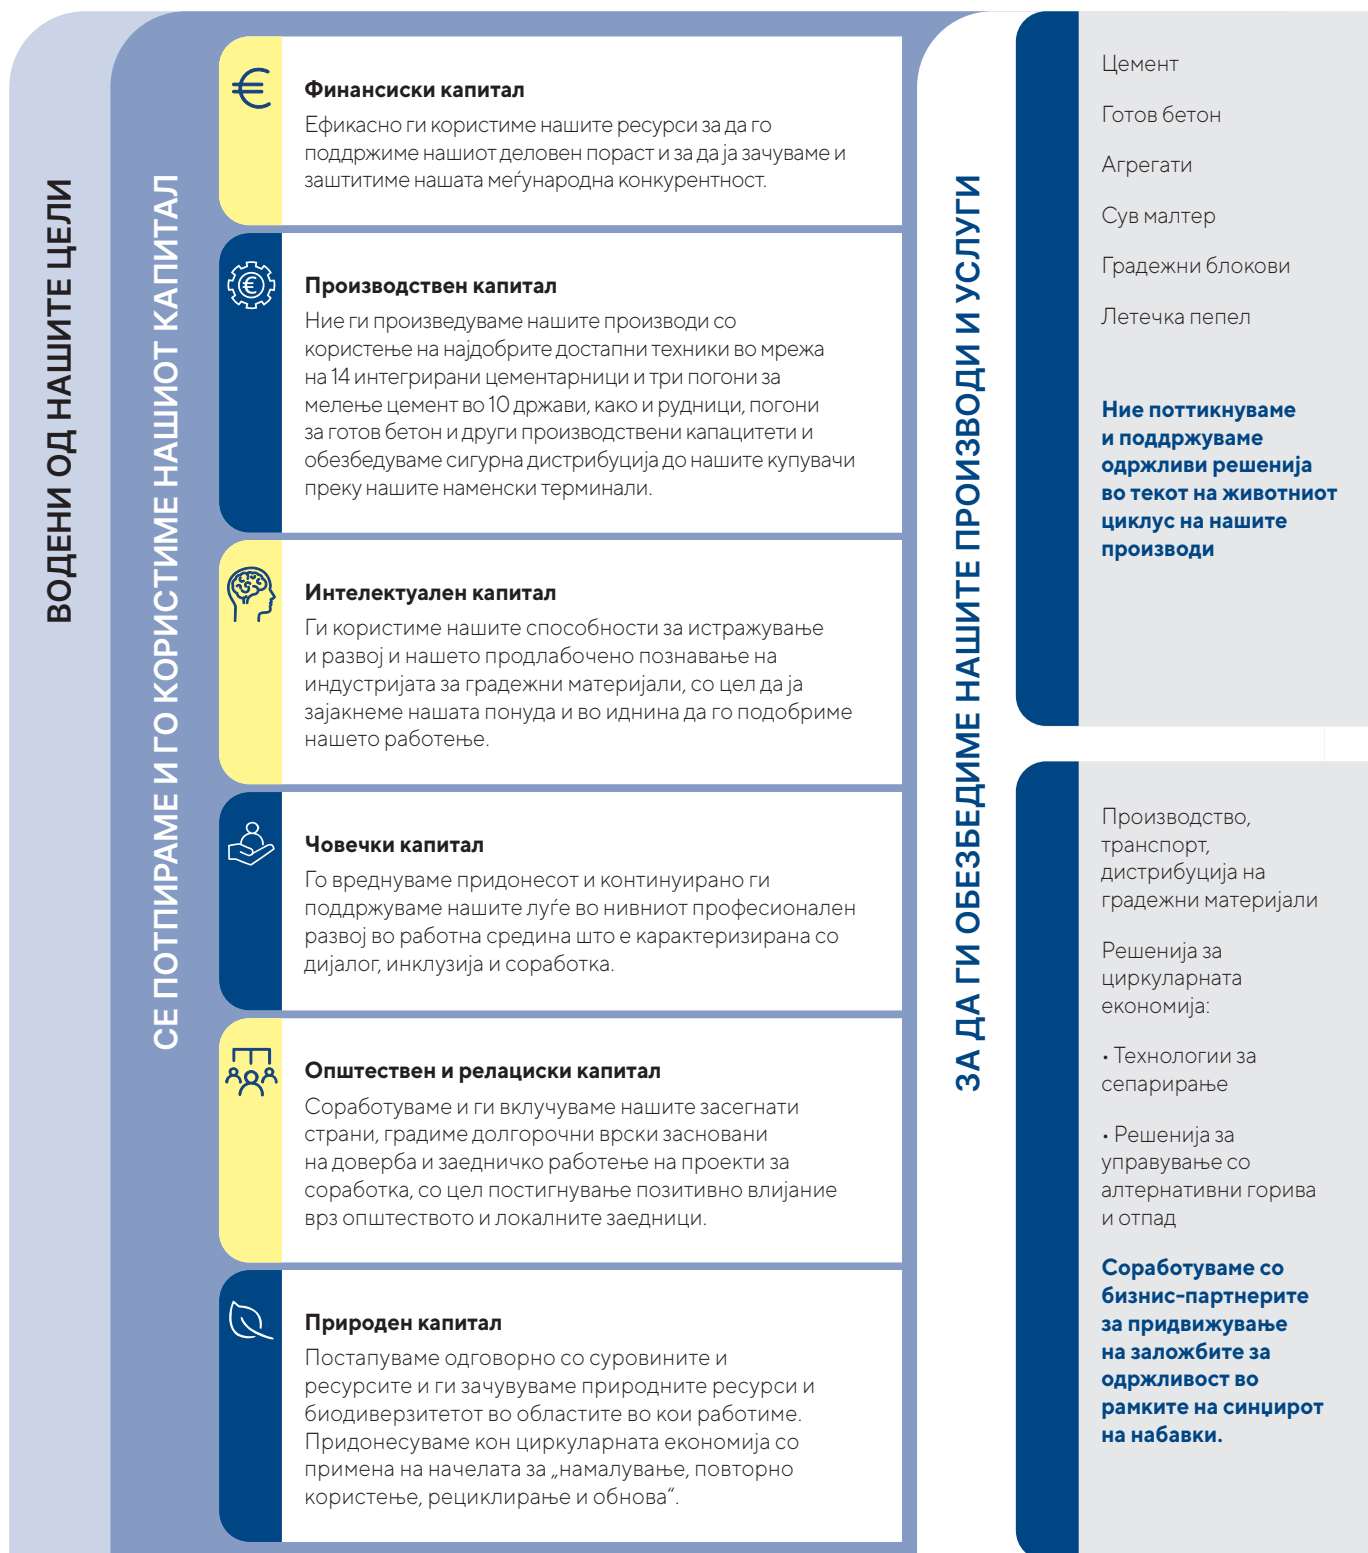 ВОДЕНИ ОД НАШИТЕ ЦЕЛИ
СЕ ПОТПИРАМЕ И ГО КОРИСТИМЕ НАШИОТ КАПИТАЛ
€
Финансиски капитал
Ефикасно ги користиме нашите ресурси за да го
поддржиме нашиот деловен пораст и за да ја зачуваме и
заштитиме нашата меѓународна конкурентност.
€
Производствен капитал
Ние ги произведуваме нашите производи со
користење на најдобрите достапни техники во мрежа
на 14 интегрирани цементарници и три погони за
мелење цемент во 10 држави, како и рудници, погони
за готов бетон и други производствени капацитети и
обезбедуваме сигурна дистрибуција до нашите купувачи
преку нашите наменски терминали.
Интелектуален капитал
Ги користиме нашите способности за истражување
и развој и нашето продлабочено познавање на
индустријата за градежни материјали, со цел да ја
зајакнеме нашата понуда и во иднина да го подобриме
нашето работење.
Човечки капитал
Го вреднуваме придонесот и континуирано ги
поддржуваме нашите луѓе во нивниот професионален
развој во работна средина што е карактеризирана со
дијалог, инклузија и соработка.
Општествен и релациски капитал
Соработуваме и ги вклучуваме нашите засегнати
страни, градиме долгорочни врски засновани
на доверба и заедничко работење на проекти за
соработка, со цел постигнување позитивно влијание
врз општеството и локалните заедници.
Природен капитал
Постапуваме одговорно со суровините и
ресурсите и ги зачувуваме природните ресурси и
биодиверзитетот во областите во кои работиме.
Придонесуваме кон циркуларната економија со
примена на начелата за „намалување, повторно
користење, рециклирање и обнова“.
ЗА ДА ГИ ОБЕЗБЕДИМЕ НАШИТЕ ПРОИЗВОДИ И УСЛУГИ
Цемент
Готов бетон
Агрегати
Сув малтер
Градежни блокови
Летечка пепел
Ние поттикнуваме
и поддржуваме
одржливи решенија
во текот на животниот
циклус на нашите
производи
Производство,
транспорт,
дистрибуција на
градежни материјали
Решенија за
циркуларната
економија:
• Технологии за
сепарирање
• Решенија за
управување со
алтернативни горива
и отпад
Соработуваме со
бизнис-партнерите
за придвижување
на заложбите за
одржливост во
рамките на синџирот
на набавки.